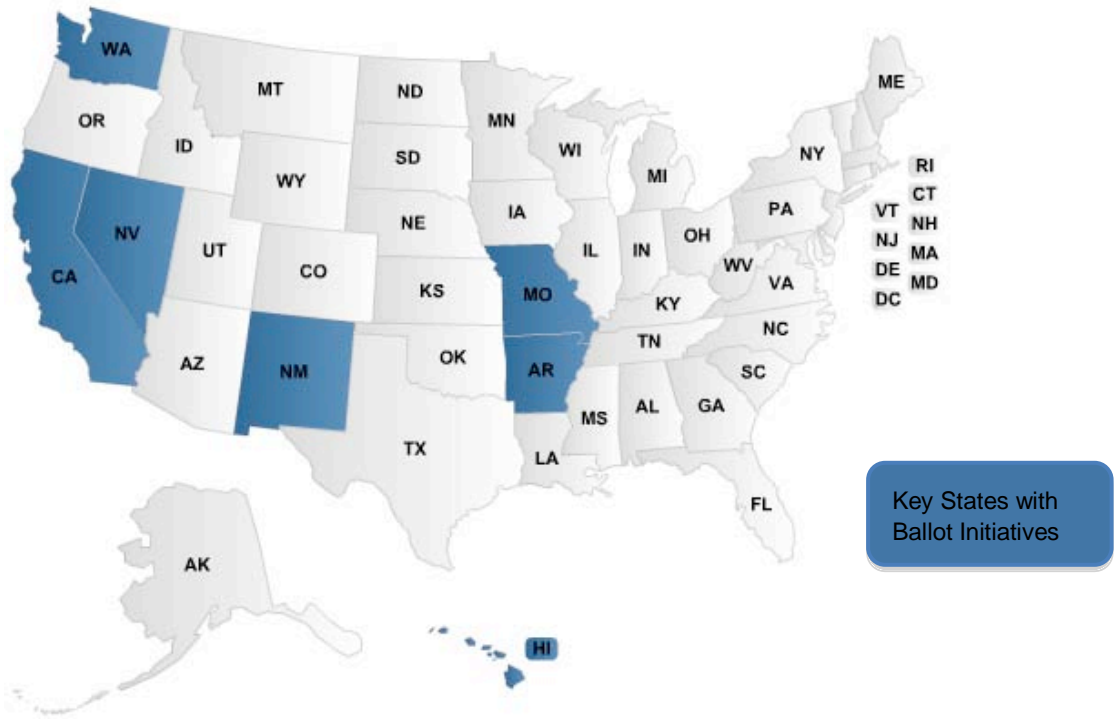 WA
MT
ND
ME
MN
OR
ID
SD
WI
NY
MI
RI
WY
CT
IA
PA
VT
NE
NH
NV
OH
NJ
UT
IL
IN
MA
CO
WV
DE
CA
VA
MD
KS
MO
DC
KY
NC
TN
OK
AZ
NM
AR
SC
MS
AL
GA
TX
LA
Key States with
Ballot Initiatives
FL
AK
HI